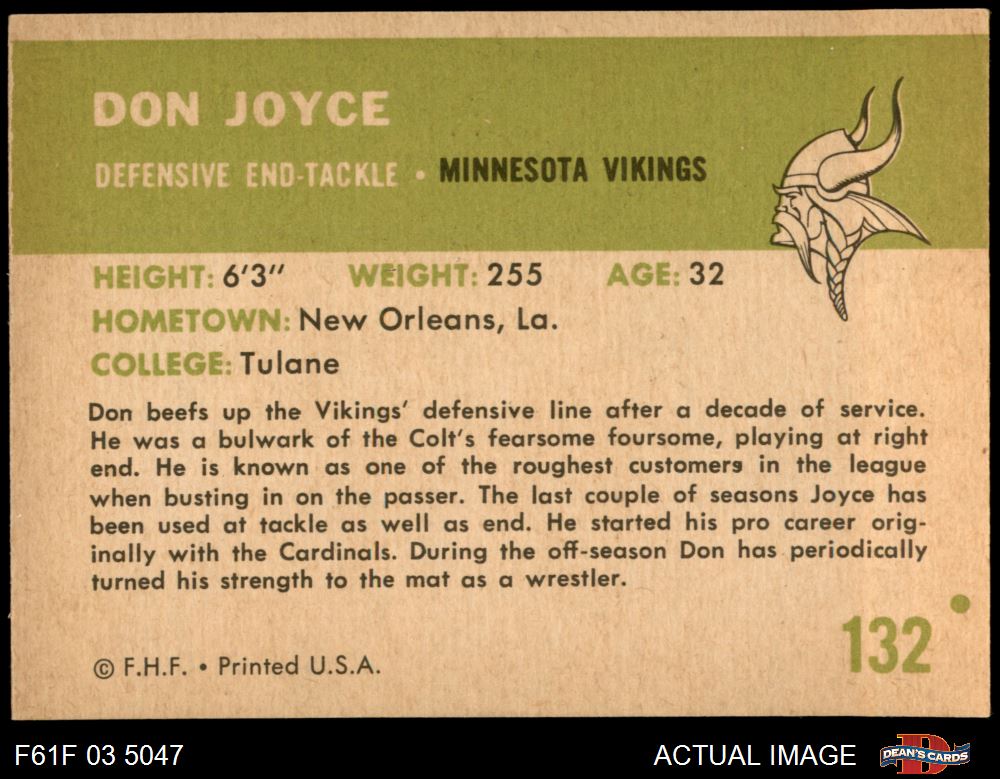 DON JOYCE
DEFENSIVE END-TACKLE • MINNESOTA VIKINGS
HEIGHT: 6'3" WEIGHT: 255 AGE: 32
HOMETOWN: New Orleans, La.
COLLEGE: Tulane
Don beefs up the Vikings' defensive line after a decade of service.
He was a bulwark of the Colt's fearsome foursome, playing at right
end. He is known as one of the roughest customers in the league
when busting in on the passer. The last couple of seasons Joyce has
been used at tackle as well as end. He started his pro career orig-
inally with the Cardinals. During the off-season Don has periodically
turned his strength to the mat as a wrestler.
132
© F.H.F. • Printed U.S.A.
F61F 03 5047 ACTUAL IMAGE D DEAN'S CARDS